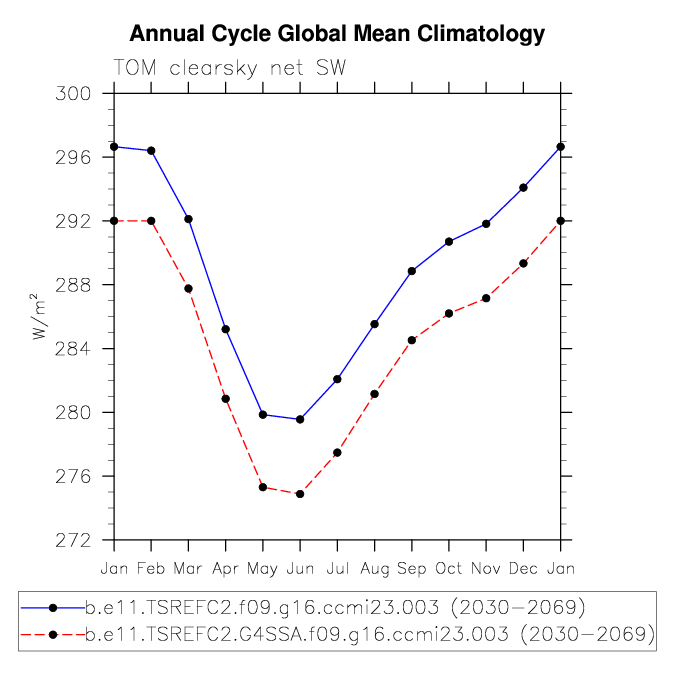 Annual Cycle Global Mean Climatology
TOM clearsky net SW
300
296
292
288
284
280
276
272
W/m²
Jan Feb Mar Apr May Jun Jul Aug Sep Oct Nov Dec Jan
b.e11.TSREFC2.f09.g16.ccmi23.003 (2030−2069)
b.e11.TSREFC2.G4SSA.f09.g16.ccmi23.003 (2030−2069)